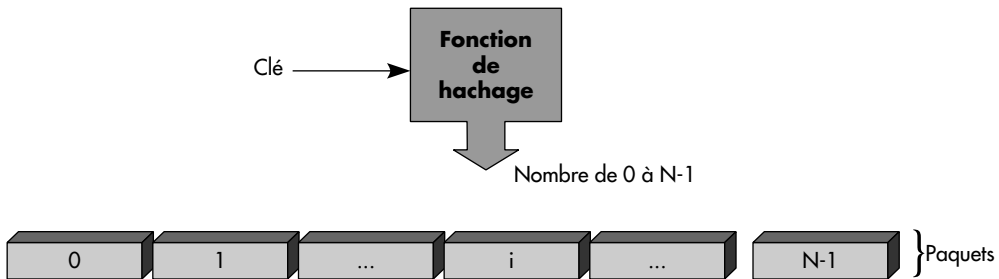 Fonction
de
hachage
Clé
Nombre de 0 à N-1
0 1 ... i ... N-1 Paquets